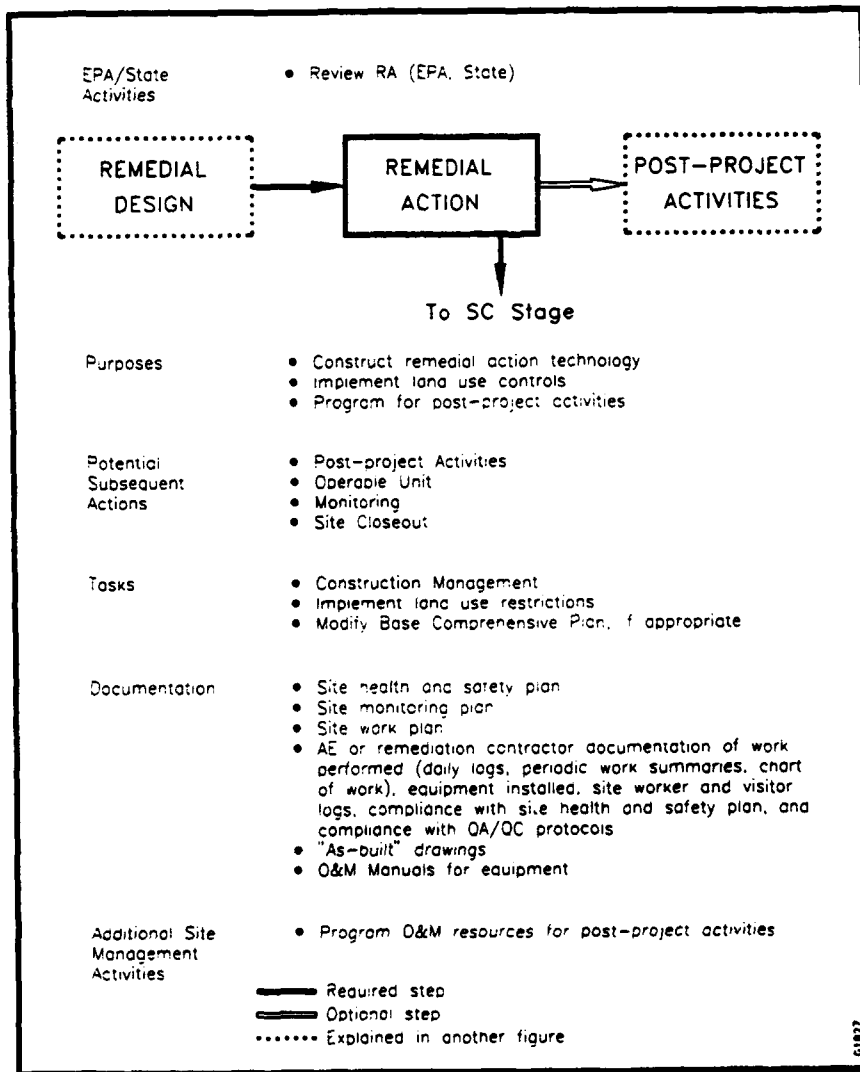 EPA/State Activities
• Review RA (EPA, State)
REMEDIAL DESIGN
REMEDIAL ACTION
POST-PROJECT ACTIVITIES
To SC Stage
Purposes
• Construct remedial action technology
• Implement land use controls
• Program for post-project activities
Potential Subsequent Actions
• Post-project Activities
• Operable Unit
• Monitoring
• Site Closeout
Tasks
• Construction Management
• Implement land use restrictions
• Modify Base Comprehensive Plan, if appropriate
Documentation
• Site health and safety plan
• Site monitoring plan
• Site work plan
• AE or remediation contractor documentation of work
performed (daily logs, periodic work summaries, chart
of work), equipment installed, site worker and visitor
logs, compliance with site health and safety plan, and
compliance with QA/QC protocols
• "As-built" drawings
• O&M Manuals for equipment
Additional Site Management Activities
• Program O&M resources for post-project activities
Required step
Optional step
Explained in another figure